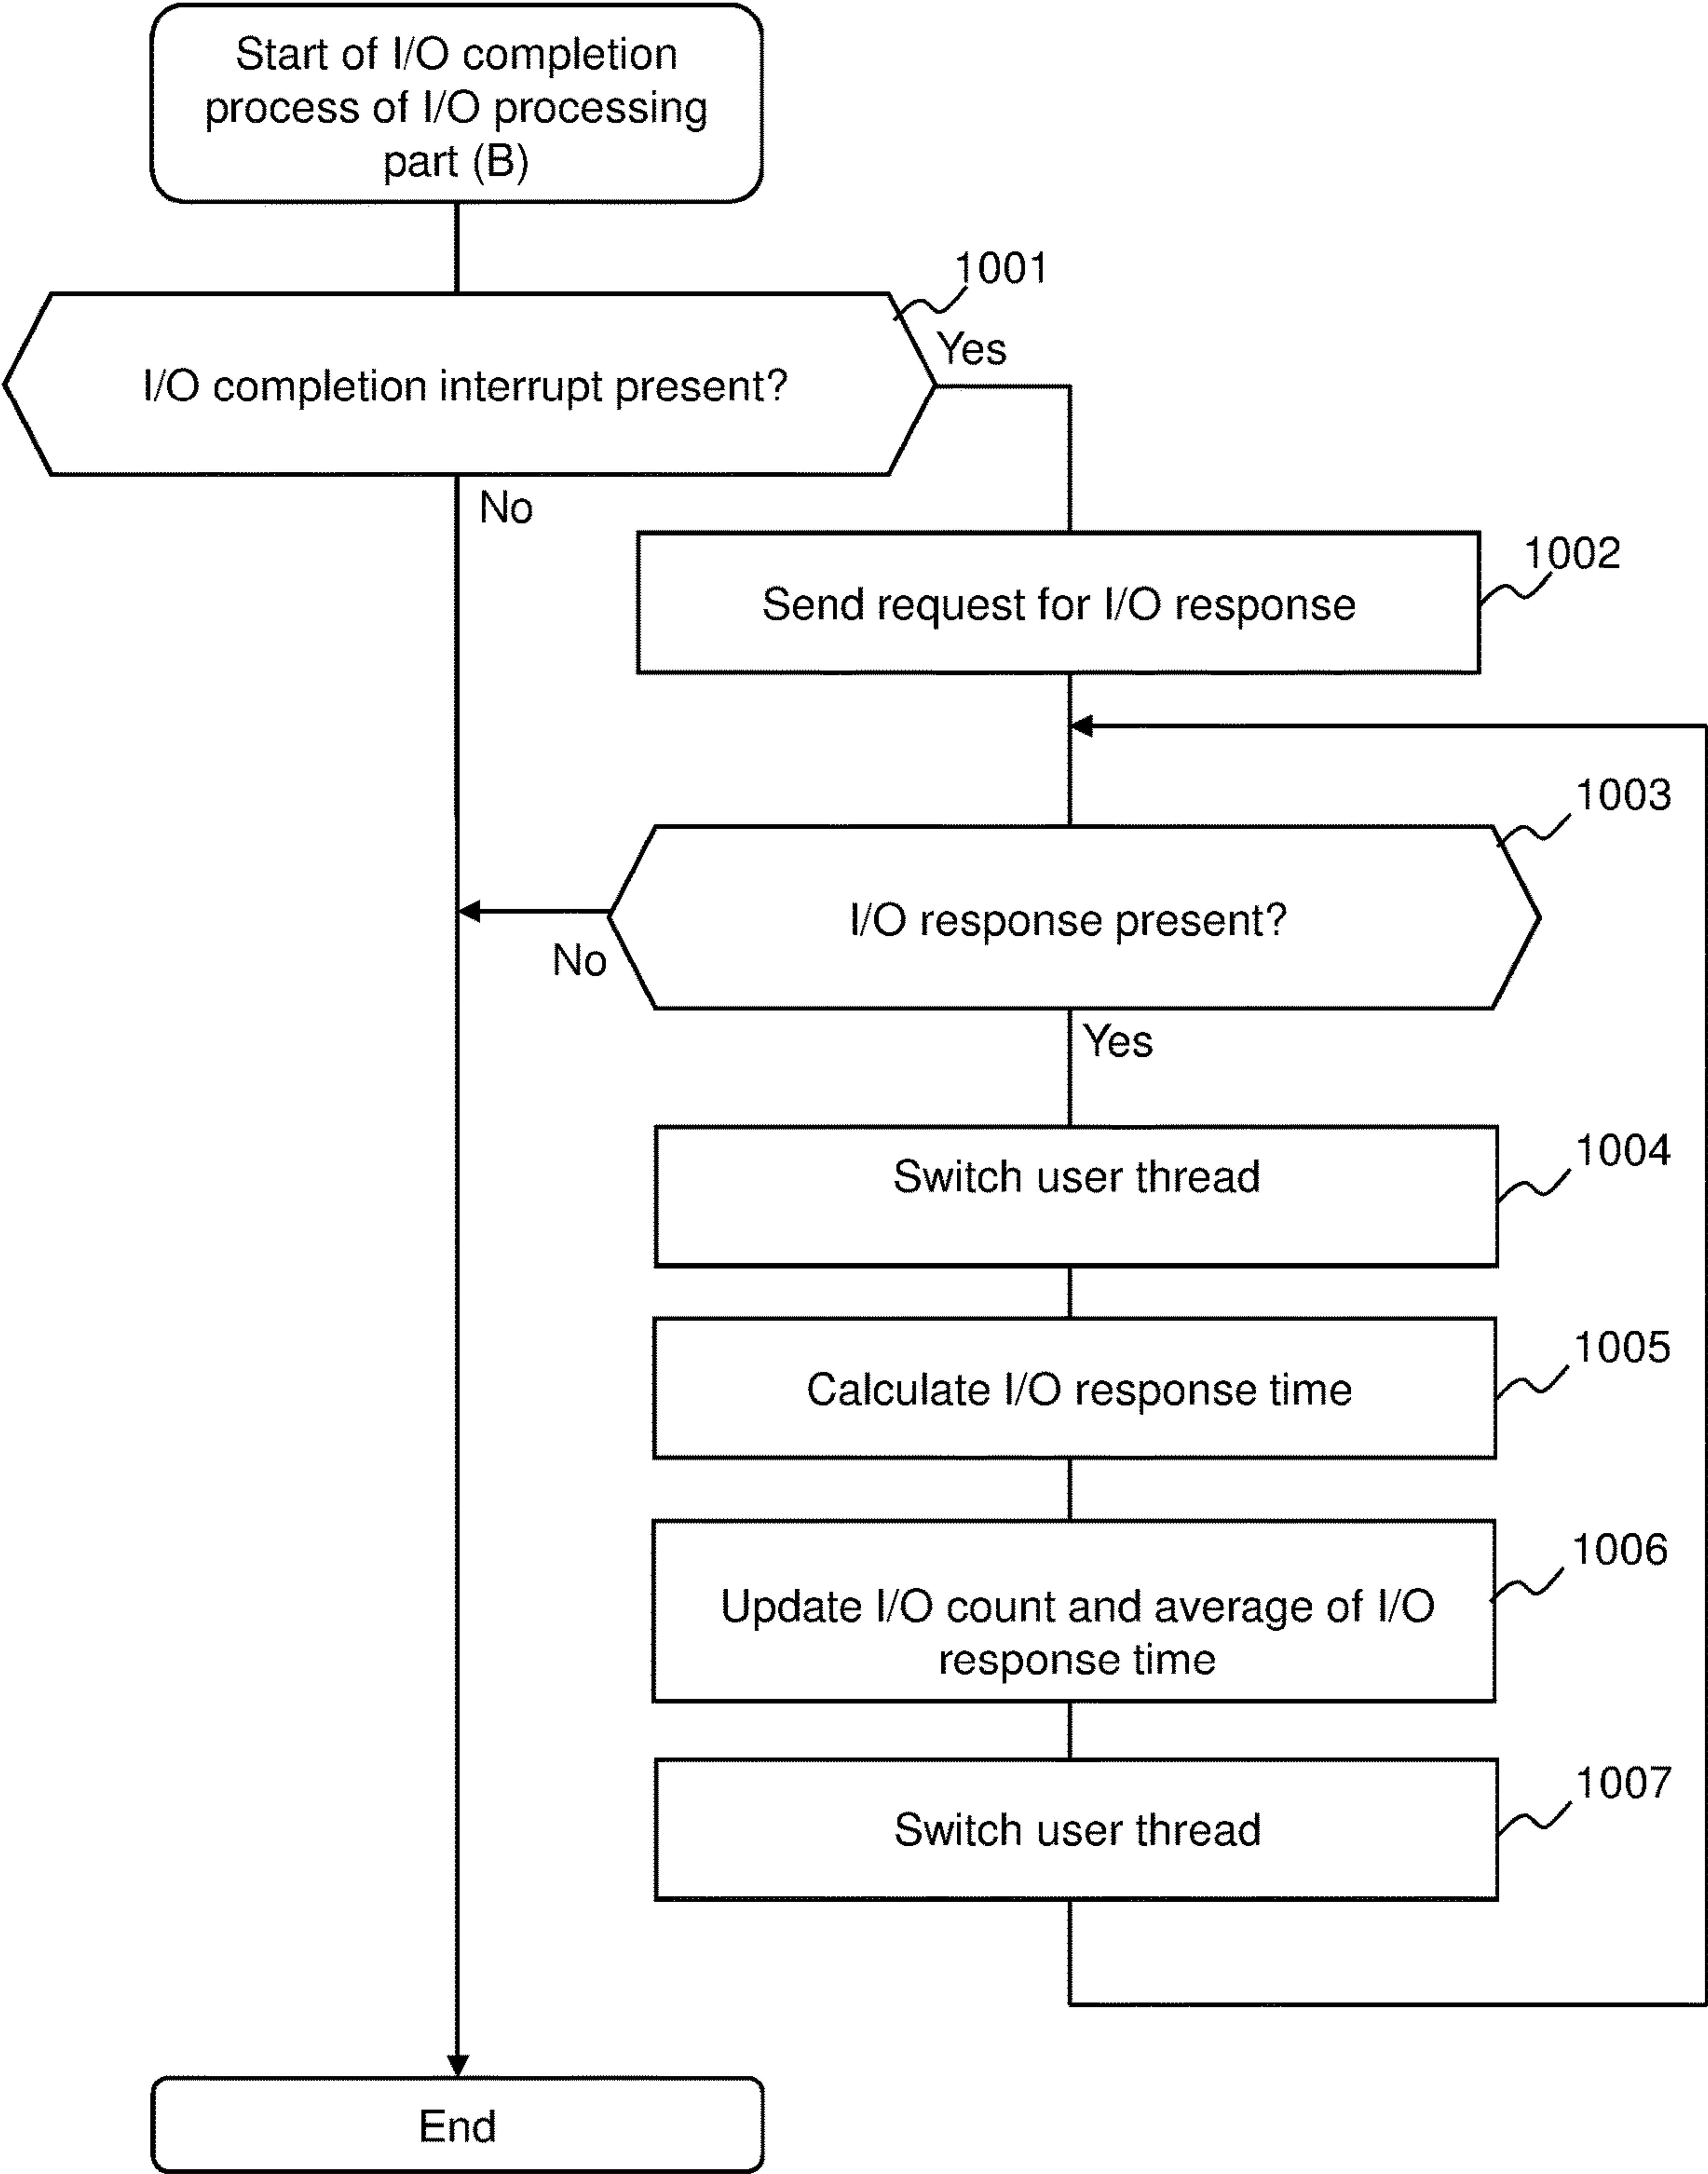 Start of I/O completion
process of I/O processing
part (B)
1001
I/O completion interrupt present?
Yes
No
1002
Send request for I/O response
1003
I/O response present?
No
Yes
1004
Switch user thread
1005
Calculate I/O response time
1006
Update I/O count and average of I/O
response time
1007
Switch user thread
End